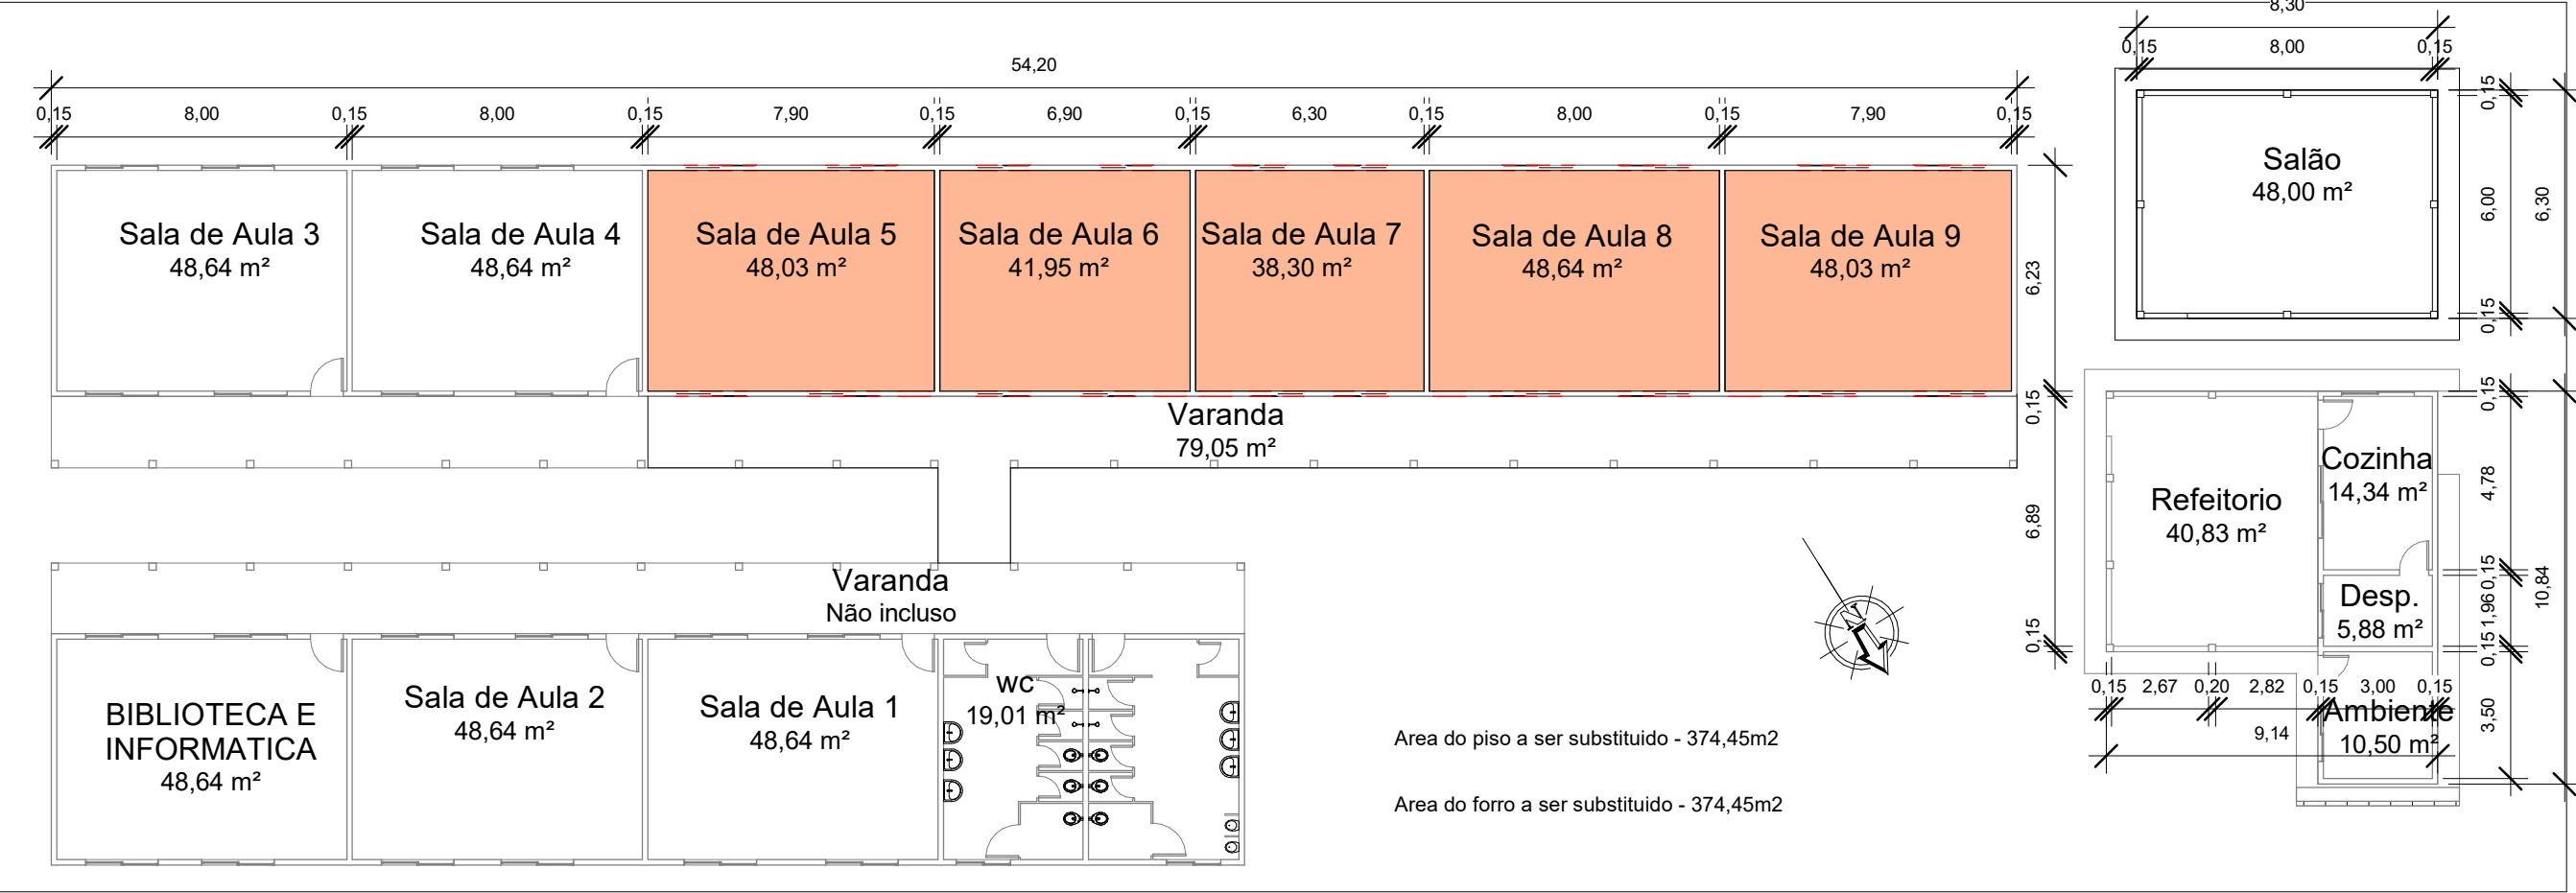 8,30
0,15 8,00 0,15
54,20
0,15 8,00 0,15 8,00 0,15 7,90 0,15 6,90 0,15 6,30 0,15 8,00 0,15 7,90 0,15
Sala de Aula 3
48,64 m²
Sala de Aula 4
48,64 m²
Sala de Aula 5
48,03 m²
Sala de Aula 6
41,95 m²
Sala de Aula 7
38,30 m²
Sala de Aula 8
48,64 m²
Sala de Aula 9
48,03 m²
6,23
0,15
6,89
0,15
Salão
48,00 m²
0,15
6,00
0,15
6,30
Varanda
79,05 m²
Varanda
Não incluso
BIBLIOTECA E
INFORMATICA
48,64 m²
Sala de Aula 2
48,64 m²
Sala de Aula 1
48,64 m²
wc
19,01 m²
N
Area do piso a ser substituido - 374,45m2
Area do forro a ser substituido - 374,45m2
Refeitorio
40,83 m²
Cozinha
14,34 m²
Desp.
5,88 m²
Ambiente
10,50 m²
0,15
4,78
0,15
1,96
0,15
3,50
10,84
0,15 2,67 0,20 2,82 0,15 3,00 0,15
9,14